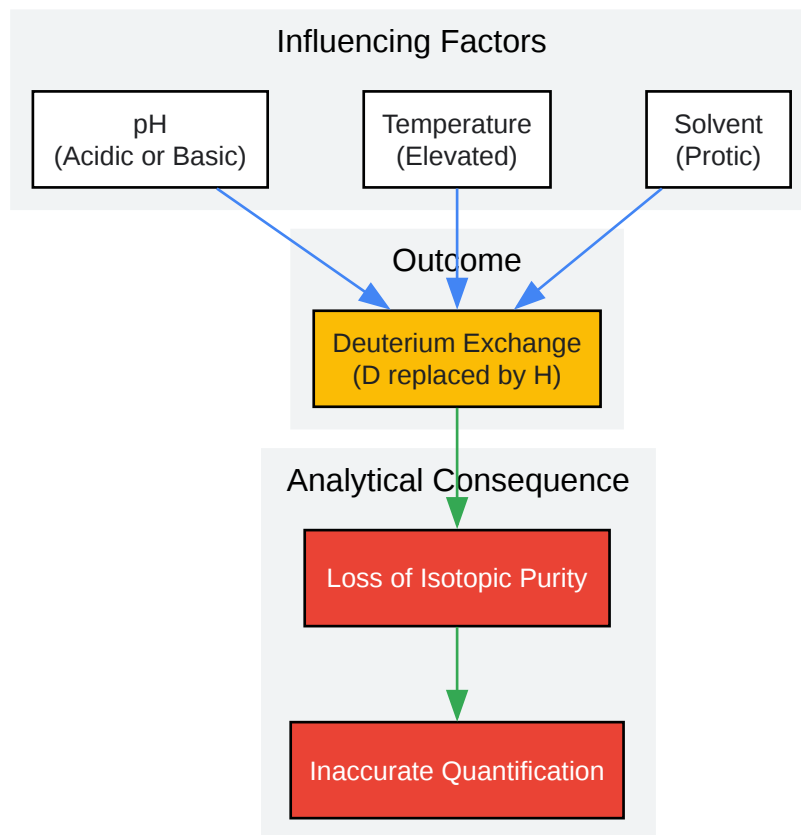 Influencing Factors
pH
(Acidic or Basic)
Temperature
(Elevated)
Solvent
(Protic)
Outcome
Deuterium Exchange
(D replaced by H)
Analytical Consequence
Loss of Isotopic Purity
Inaccurate Quantification